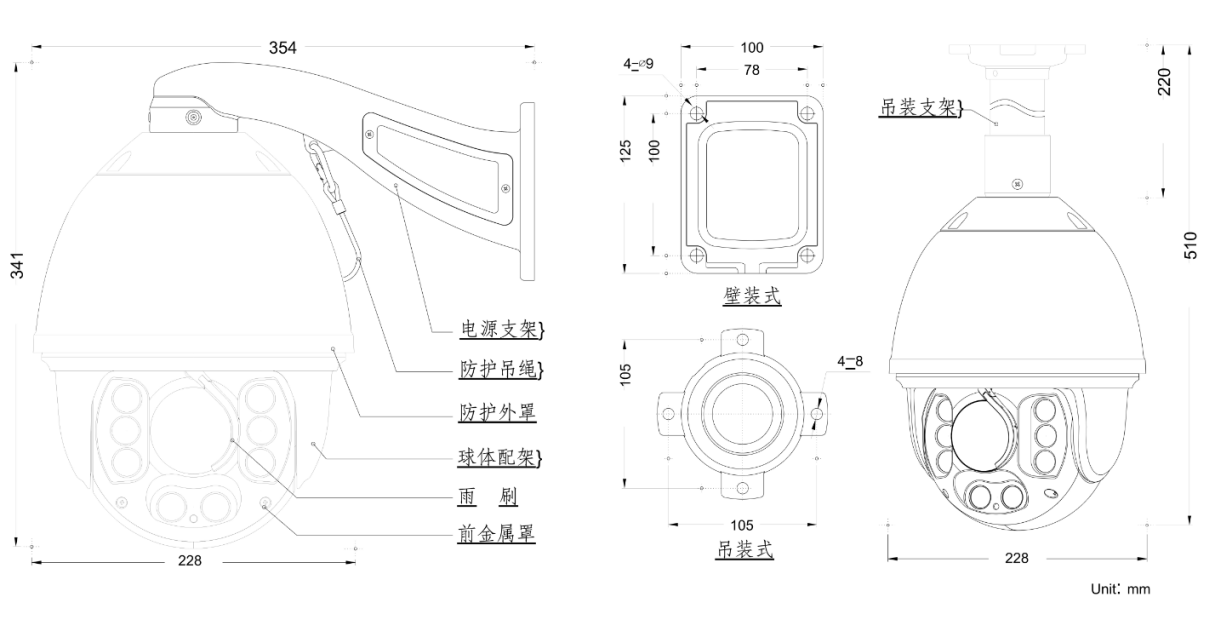 354
341
电源支架}
防护吊绳}
防护外罩
球体配架}
雨 刷
前金属罩
228
100
4-⌀9
78
125
100
壁装式
105
4-8
105
吊装式
吊装支架}
220
510
228
Unit: mm